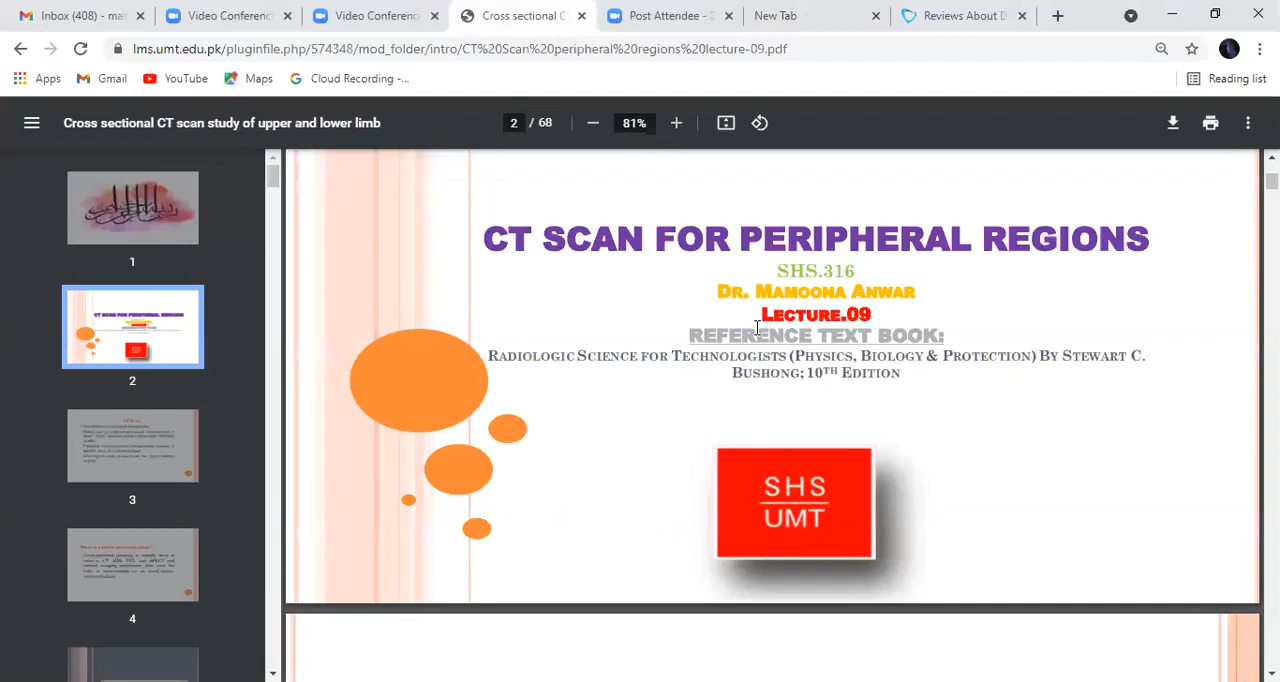 Inbox (408) - ma
Video Conferenc
Video Conferenc
Cross sectional C
Post Attendee - Z
New Tab
Reviews About D
lms.umt.edu.pk/pluginfile.php/574348/mod_folder/intro/CT%20Scan%20peripheral%20regions%20lecture-09.pdf
Apps
Gmail
YouTube
Maps
Cloud Recording -...
Reading list
Cross sectional CT scan study of upper and lower limb
2 / 68
81%
1
2
3
4
CT SCAN FOR PERIPHERAL REGIONS
SHS.316
DR. MAMOONA ANWAR
LECTURE.09
REFERENCE TEXT BOOK:
RADIOLOGIC SCIENCE FOR TECHNOLOGISTS (PHYSICS, BIOLOGY & PROTECTION) BY STEWART C.
BUSHONG; 10TH EDITION
SHS
UMT